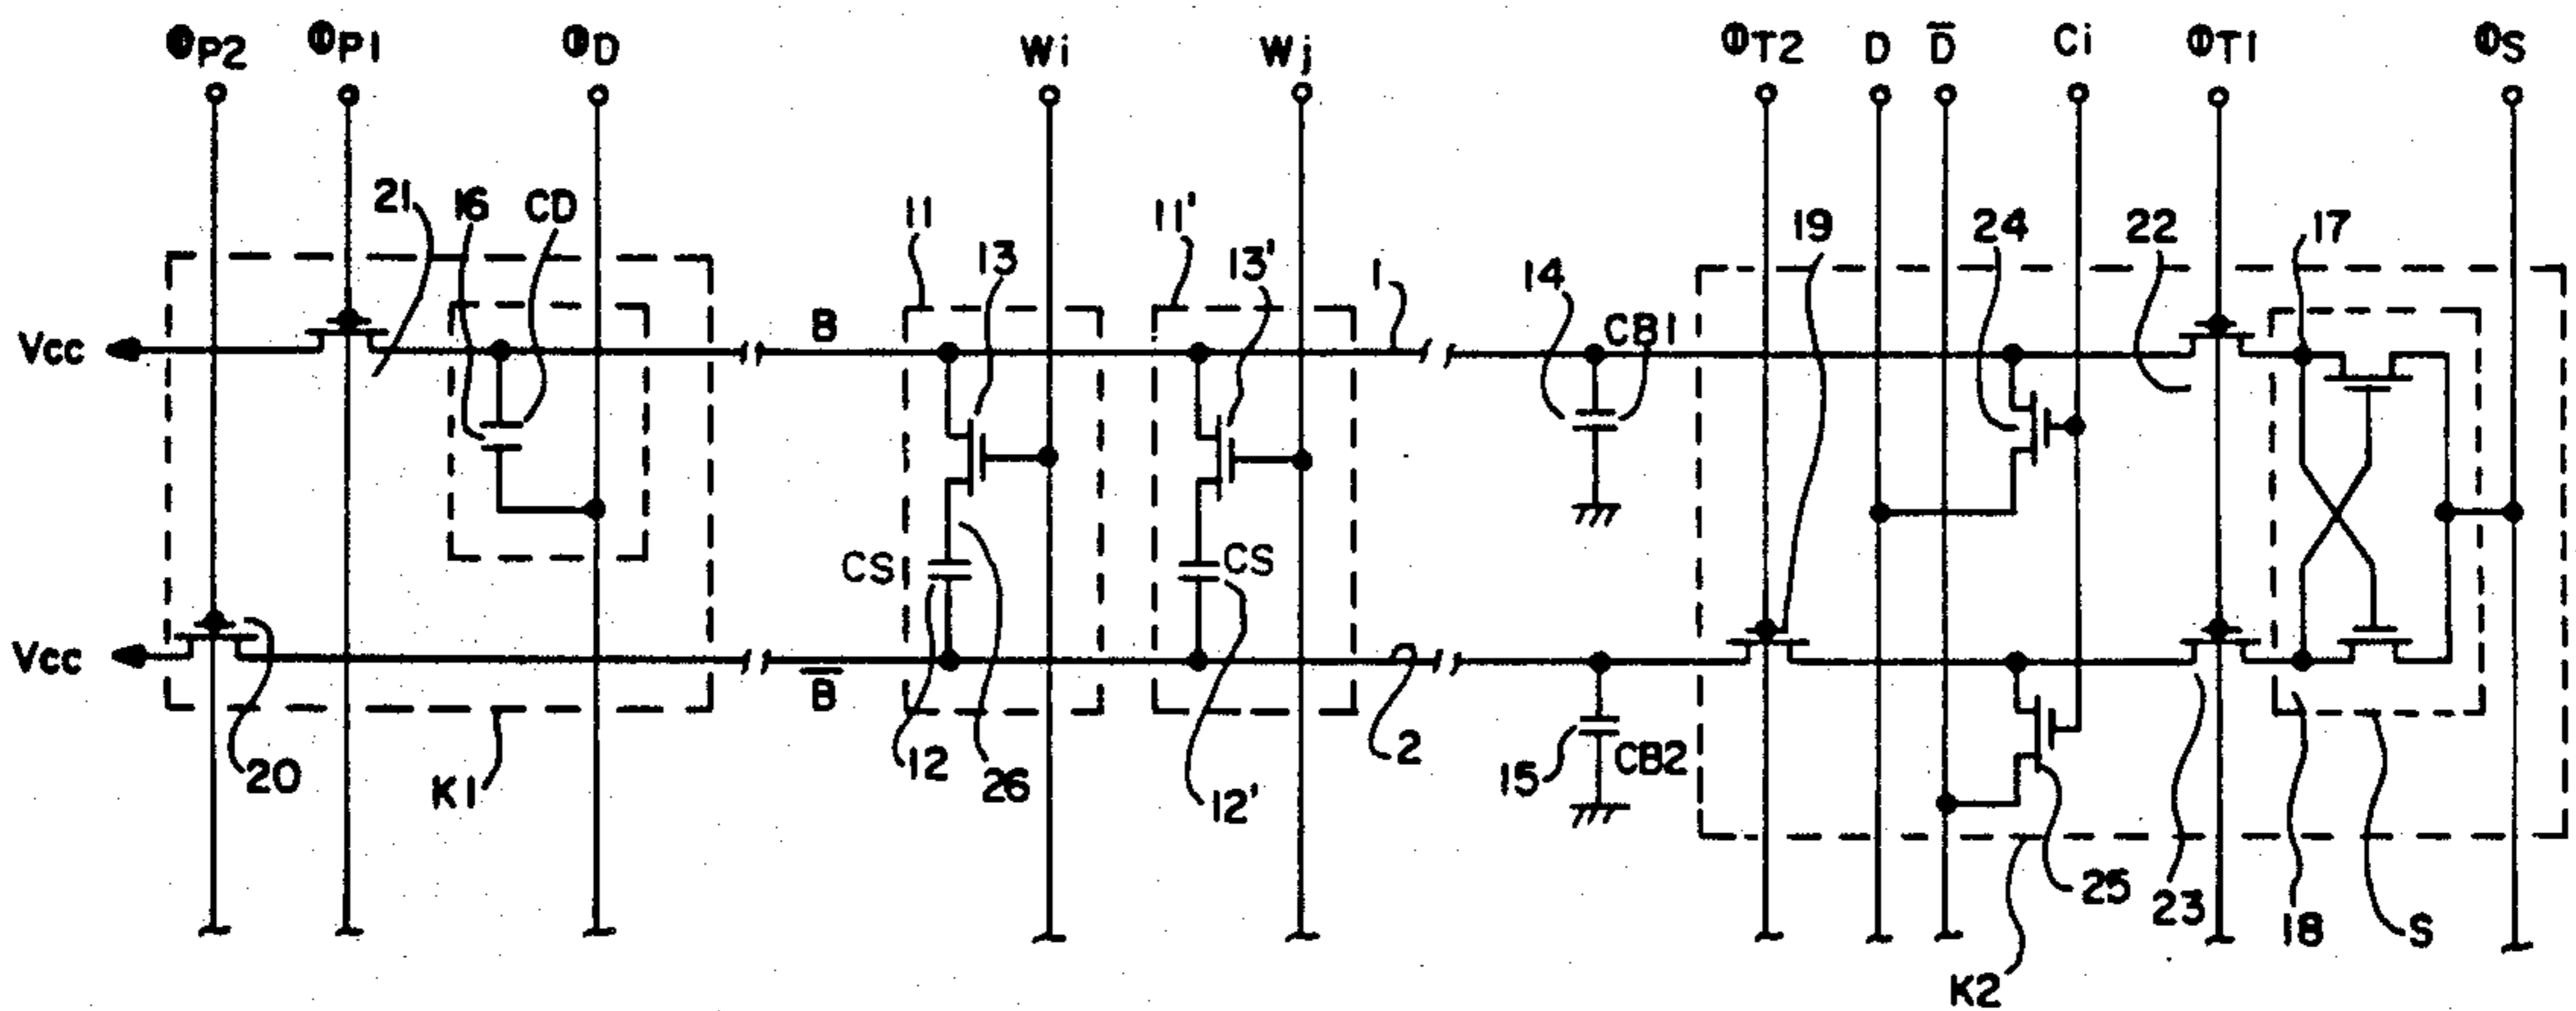 ΦP2 ΦP1 ΦD Wi Wj ΦT2 D D̅ Ci ΦT1 ΦS
21 16 CD 11 13 11' 13' 1 14 CB1 19 24 22 17
Vcc B
CS CS
Vcc B̅
20 K1 12 26 12' 2 15 CB2 25 23 18 S
K2